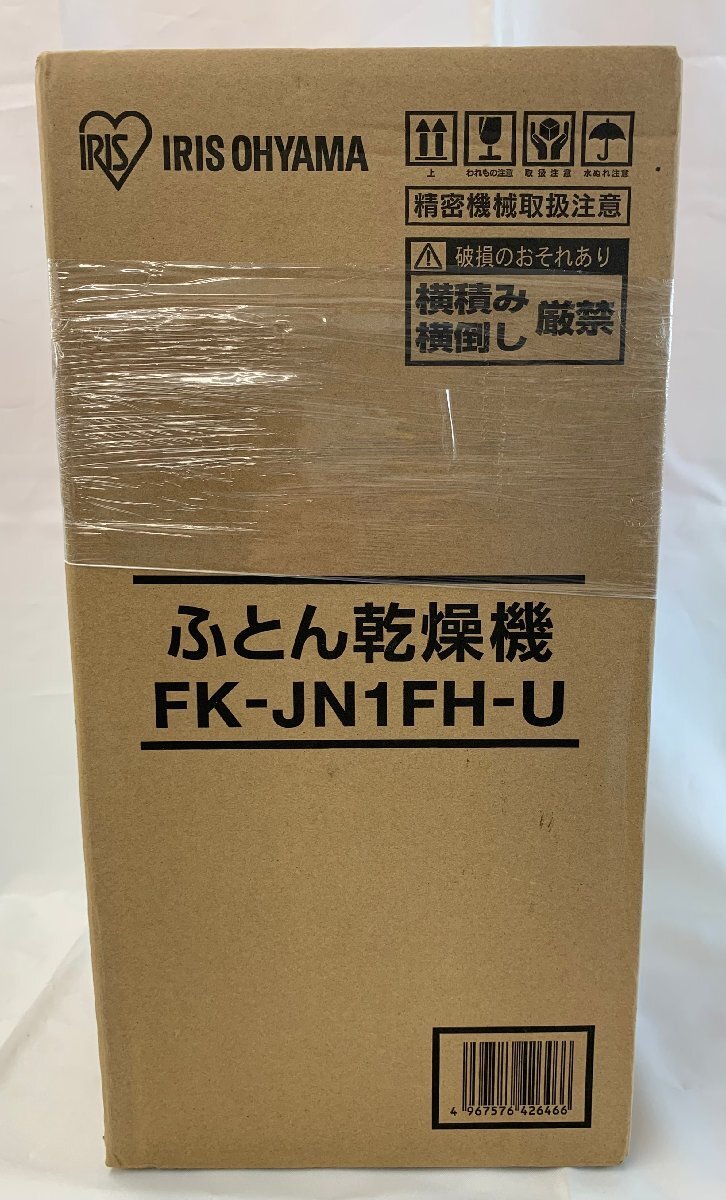 IRIS
IRIS OHYAMA
上 われもの注意 取扱注意 水ぬれ注意
精密機械取扱注意
破損のおそれあり
横積み
横倒し
厳禁
ふとん乾燥機
FK-JN1FH-U
4 967576 426466